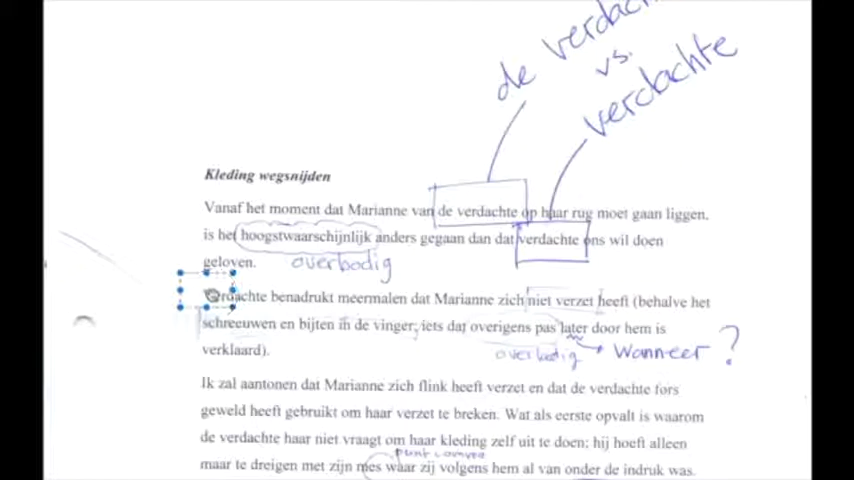 de
vs.
verdachte
Kleding wegsnijden
Vanaf het moment dat Marianne van de verdachte op haar rug moet gaan liggen,
is het hoogstwaarschijnlijk anders gegaan dan dat verdachte ons wil doen
geloven. overbodig
benadrukt meermalen dat Marianne zich niet verzet heeft (behalve het
schreeuwen en bijten in de vinger, iets dat overigens pas later door hem is
verklaard). overbodig Wanneer?
Ik zal aantonen dat Marianne zich flink heeft verzet en dat de verdachte fors
geweld heeft gebruikt om haar verzet te breken. Wat als eerste opvalt is waarom
de verdachte haar niet vraagt om haar kleding zelf uit te doen; hij hoeft alleen
punt komma
maar te dreigen met zijn mes waar zij volgens hem al van onder de indruk was.